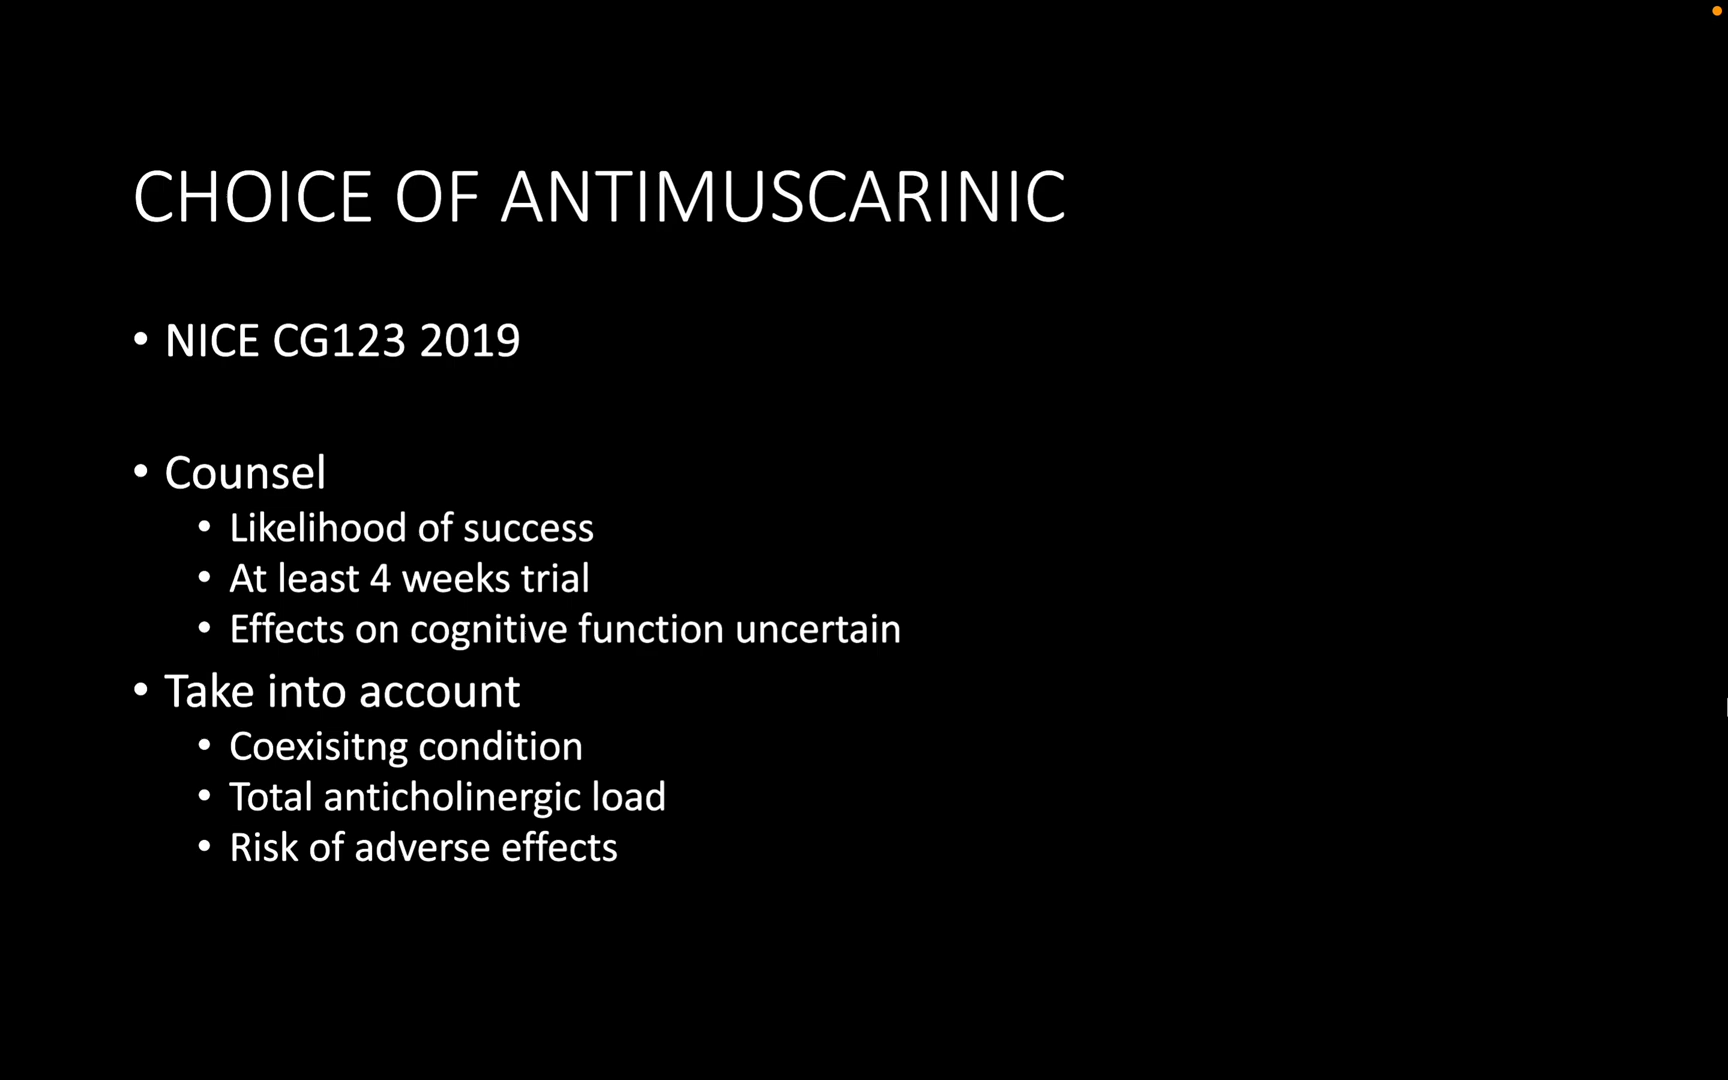 CHOICE OF ANTIMUSCARINIC
• NICE CG123 2019
• Counsel
• Likelihood of success
• At least 4 weeks trial
• Effects on cognitive function uncertain
• Take into account
• Coexisitng condition
• Total anticholinergic load
• Risk of adverse effects